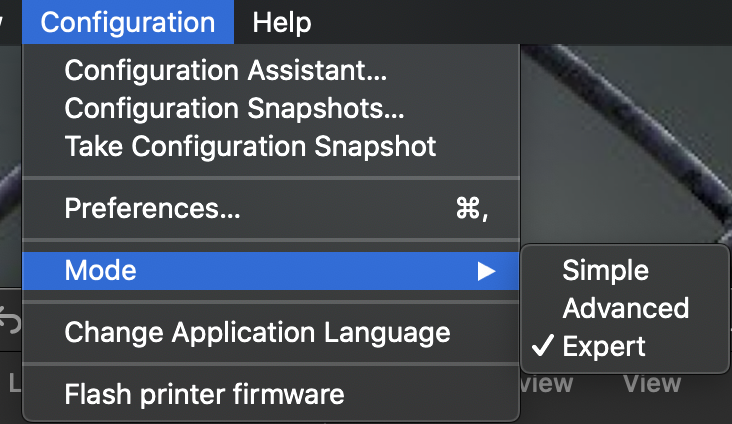 Configuration Help
Configuration Assistant...
Configuration Snapshots...
Take Configuration Snapshot
Preferences... ⌘,
Mode ▶
Simple
Advanced
✓ Expert
Change Application Language
Flash printer firmware
View